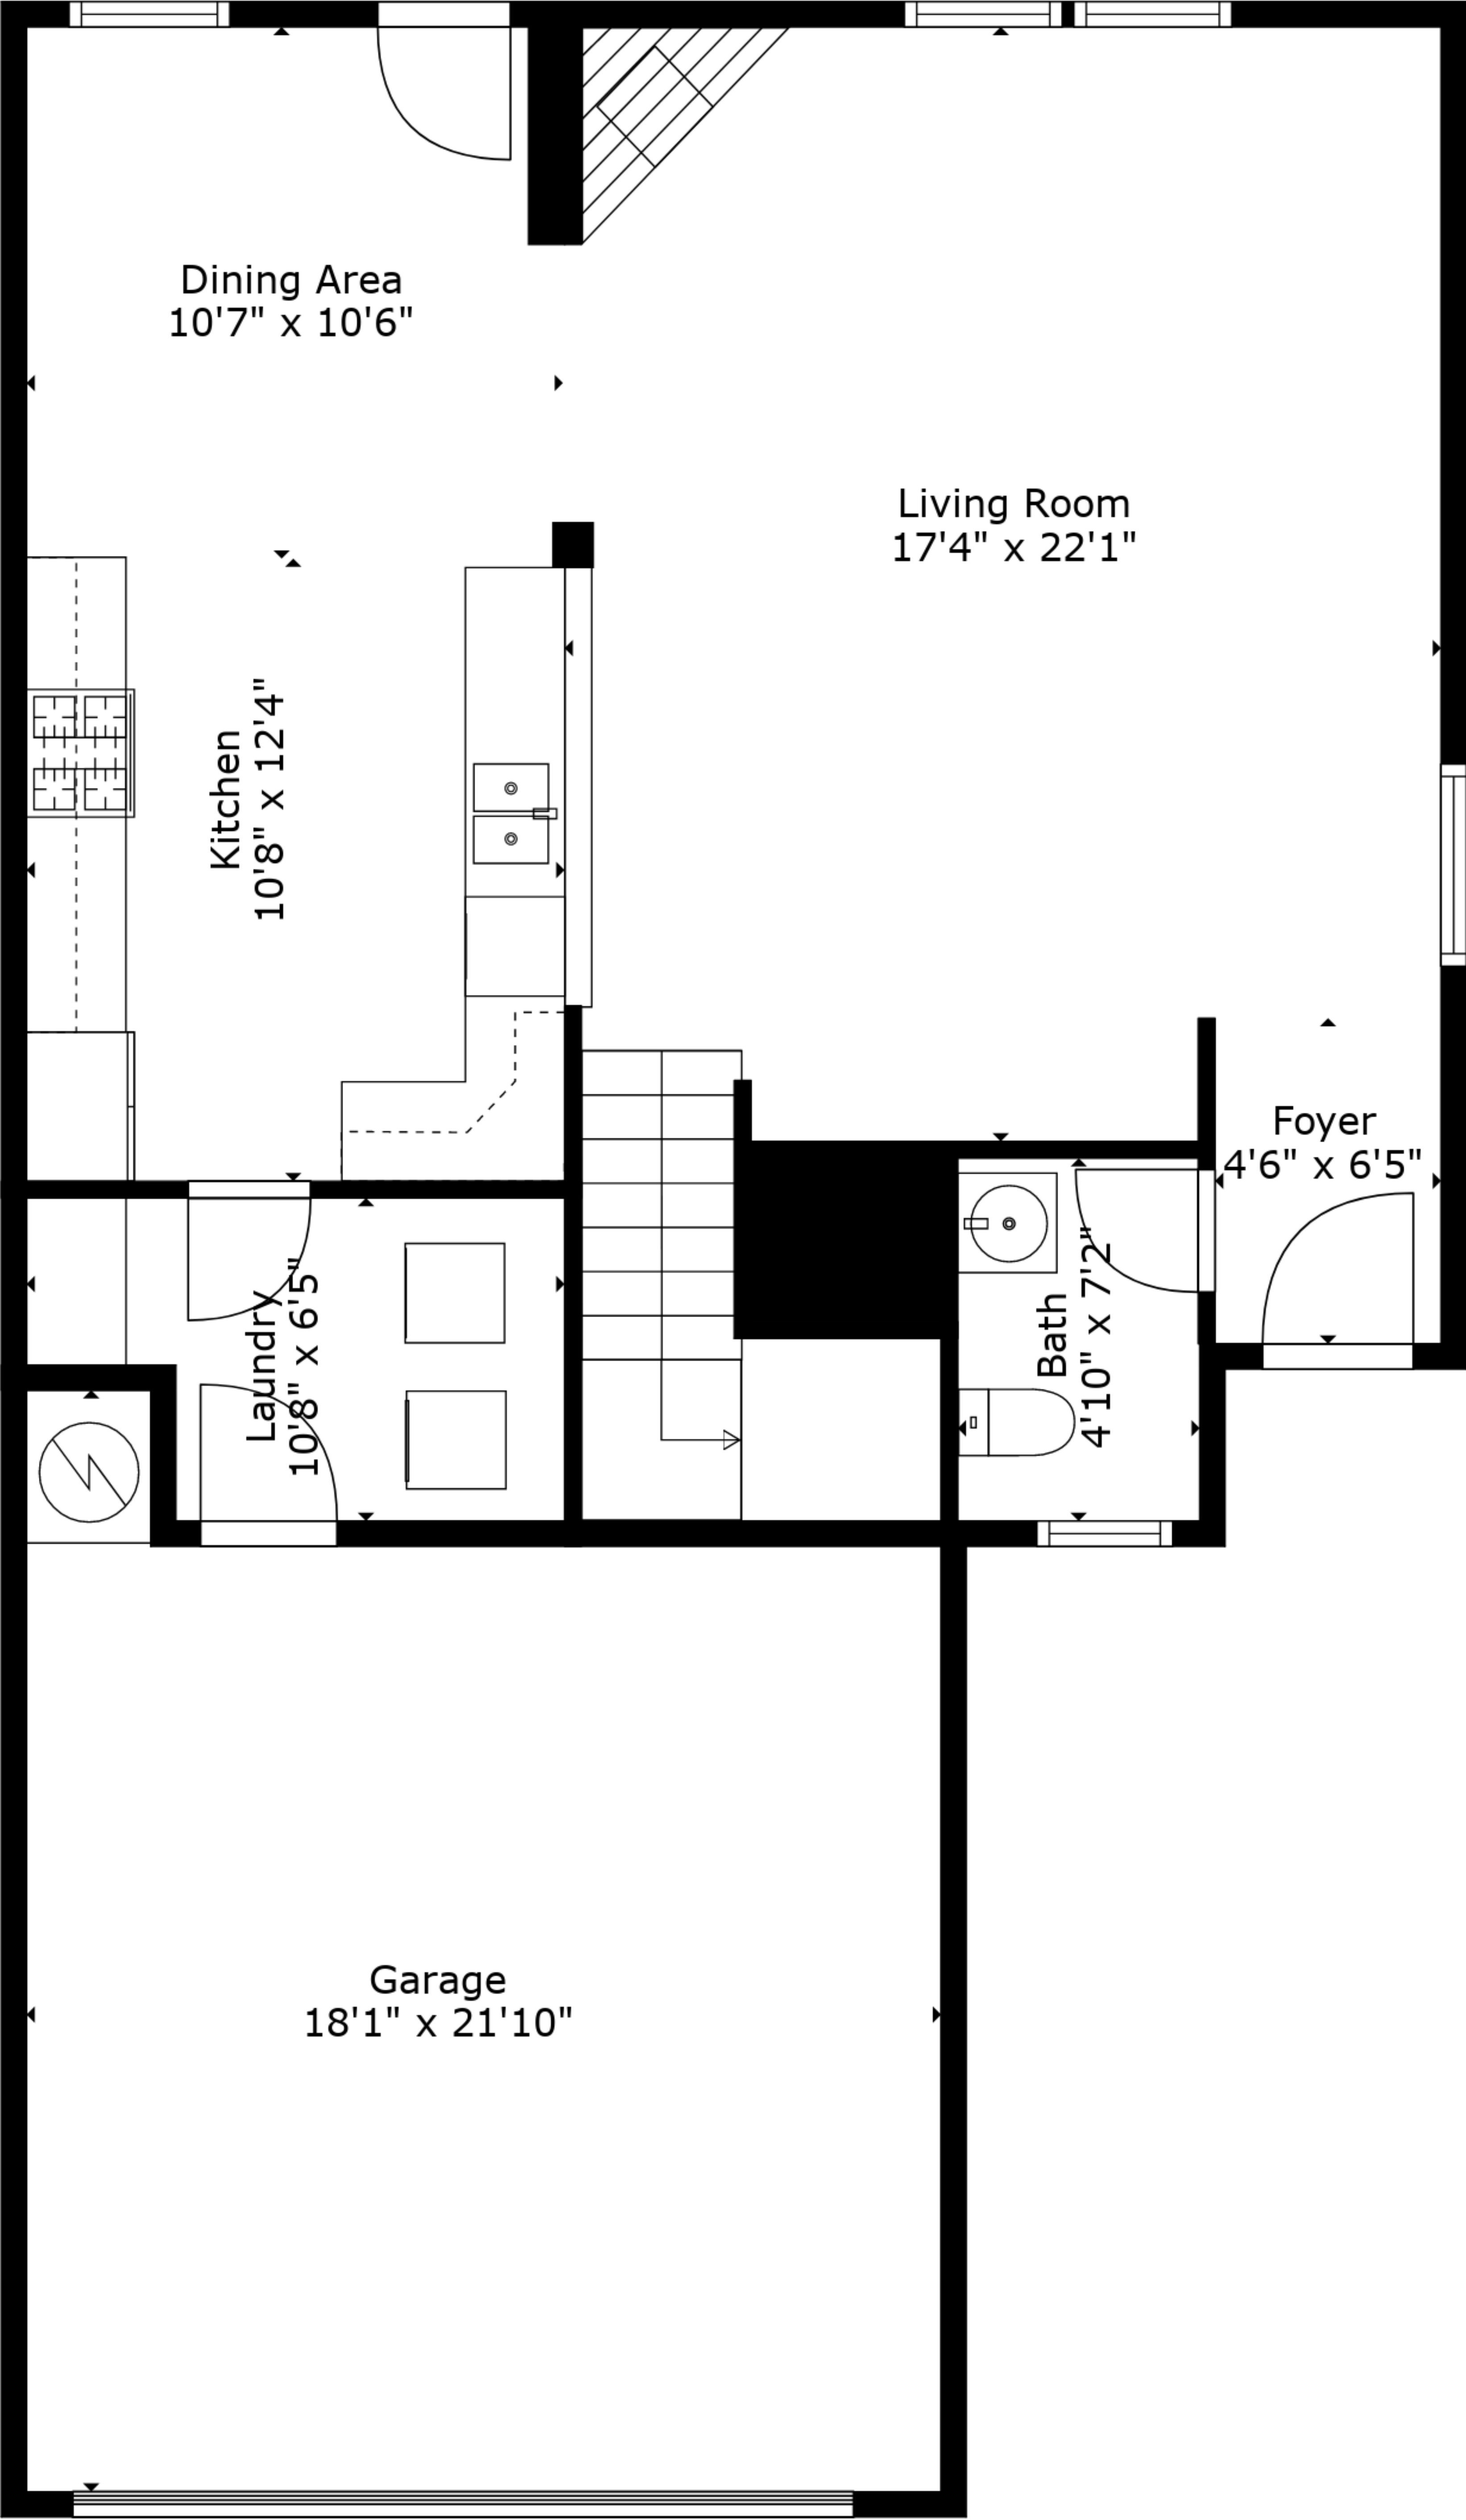 Dining Area
10'7" x 10'6"
Living Room
17'4" x 22'1"
Kitchen
10'8" x 12'4"
Foyer
4'6" x 6'5"
Laundry
10'8" x 6'5"
Bath
4'10" x 7'2"
Garage
18'1" x 21'10"